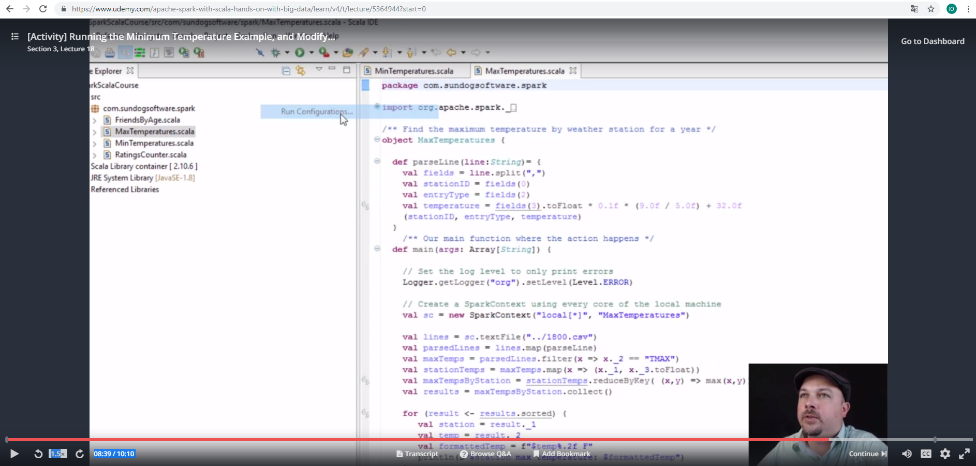 https://www.udemy.com/apache-spark-with-scala-hands-on-with-big-data/learn/v4/t/lecture/5364944?start=0
sparkScalaCourse/src/com/sundogsoftware/spark/MaxTemperatures.scala - Scala IDE
[Activity] Running the Minimum Temperature Example, and Modify...
Section 3, Lecture 18
Go to Dashboard
e Explorer
MinTemperatures.scala
MaxTemperatures.scala
rkScalaCourse
src
com.sundogsoftware.spark
FriendsByAge.scala
MaxTemperatures.scala
MinTemperatures.scala
RatingsCounter.scala
Scala Library container [ 2.10.6 ]
JRE System Library [JavaSE-1.8]
Referenced Libraries
Run Configurations...
package com.sundogsoftware.spark
import org.apache.spark._
/** Find the maximum temperature by weather station for a year */
object MaxTemperatures {
def parseLine(line:String)= {
val fields = line.split(",")
val stationID = fields(0)
val entryType = fields(2)
val temperature = fields(3).toFloat * 0.1f * (9.0f / 5.0f) + 32.0f
(stationID, entryType, temperature)
}
/** Our main function where the action happens */
def main(args: Array[String]) {
// Set the log level to only print errors
Logger.getLogger("org").setLevel(Level.ERROR)
// Create a SparkContext using every core of the local machine
val sc = new SparkContext("local[*]", "MaxTemperatures")
val lines = sc.textFile("../1800.csv")
val parsedLines = lines.map(parseLine)
val maxTemps = parsedLines.filter(x => x._2 == "TMAX")
val stationTemps = maxTemps.map(x => (x._1, x._3.toFloat))
val maxTempsByStation = stationTemps.reduceByKey( (x,y) => max(x,y)
val results = maxTempsByStation.collect()
for (result <- results.sorted) {
val station = result._1
val temp = result._2
val formattedTemp = f"$temp%.2f F"
max temperature: $formattedTemp")
1.5
08:39 / 10:10
Transcript
Browse Q&A
Add Bookmark
Continue